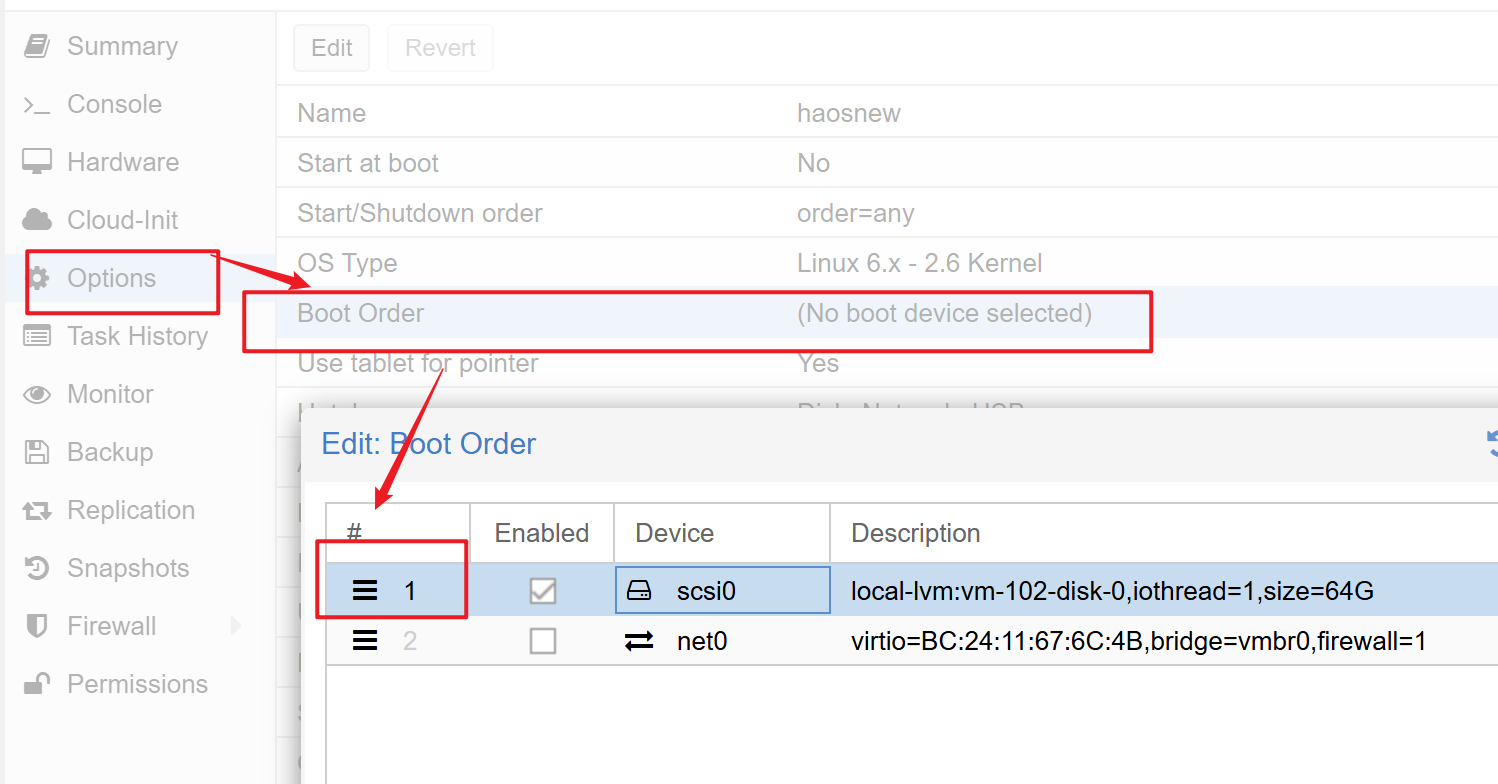 Summary
Console
Hardware
Cloud-Init
Options
Task History
Monitor
Backup
Replication
Snapshots
Firewall
Permissions
Edit Revert
Name haosnew
Start at boot No
Start/Shutdown order order=any
OS Type Linux 6.x - 2.6 Kernel
Boot Order (No boot device selected)
Use tablet for pointer Yes
Edit: Boot Order
# Enabled Device Description
1 scsi0 local-lvm:vm-102-disk-0,iothread=1,size=64G
2 net0 virtio=BC:24:11:67:6C:4B,bridge=vmbr0,firewall=1